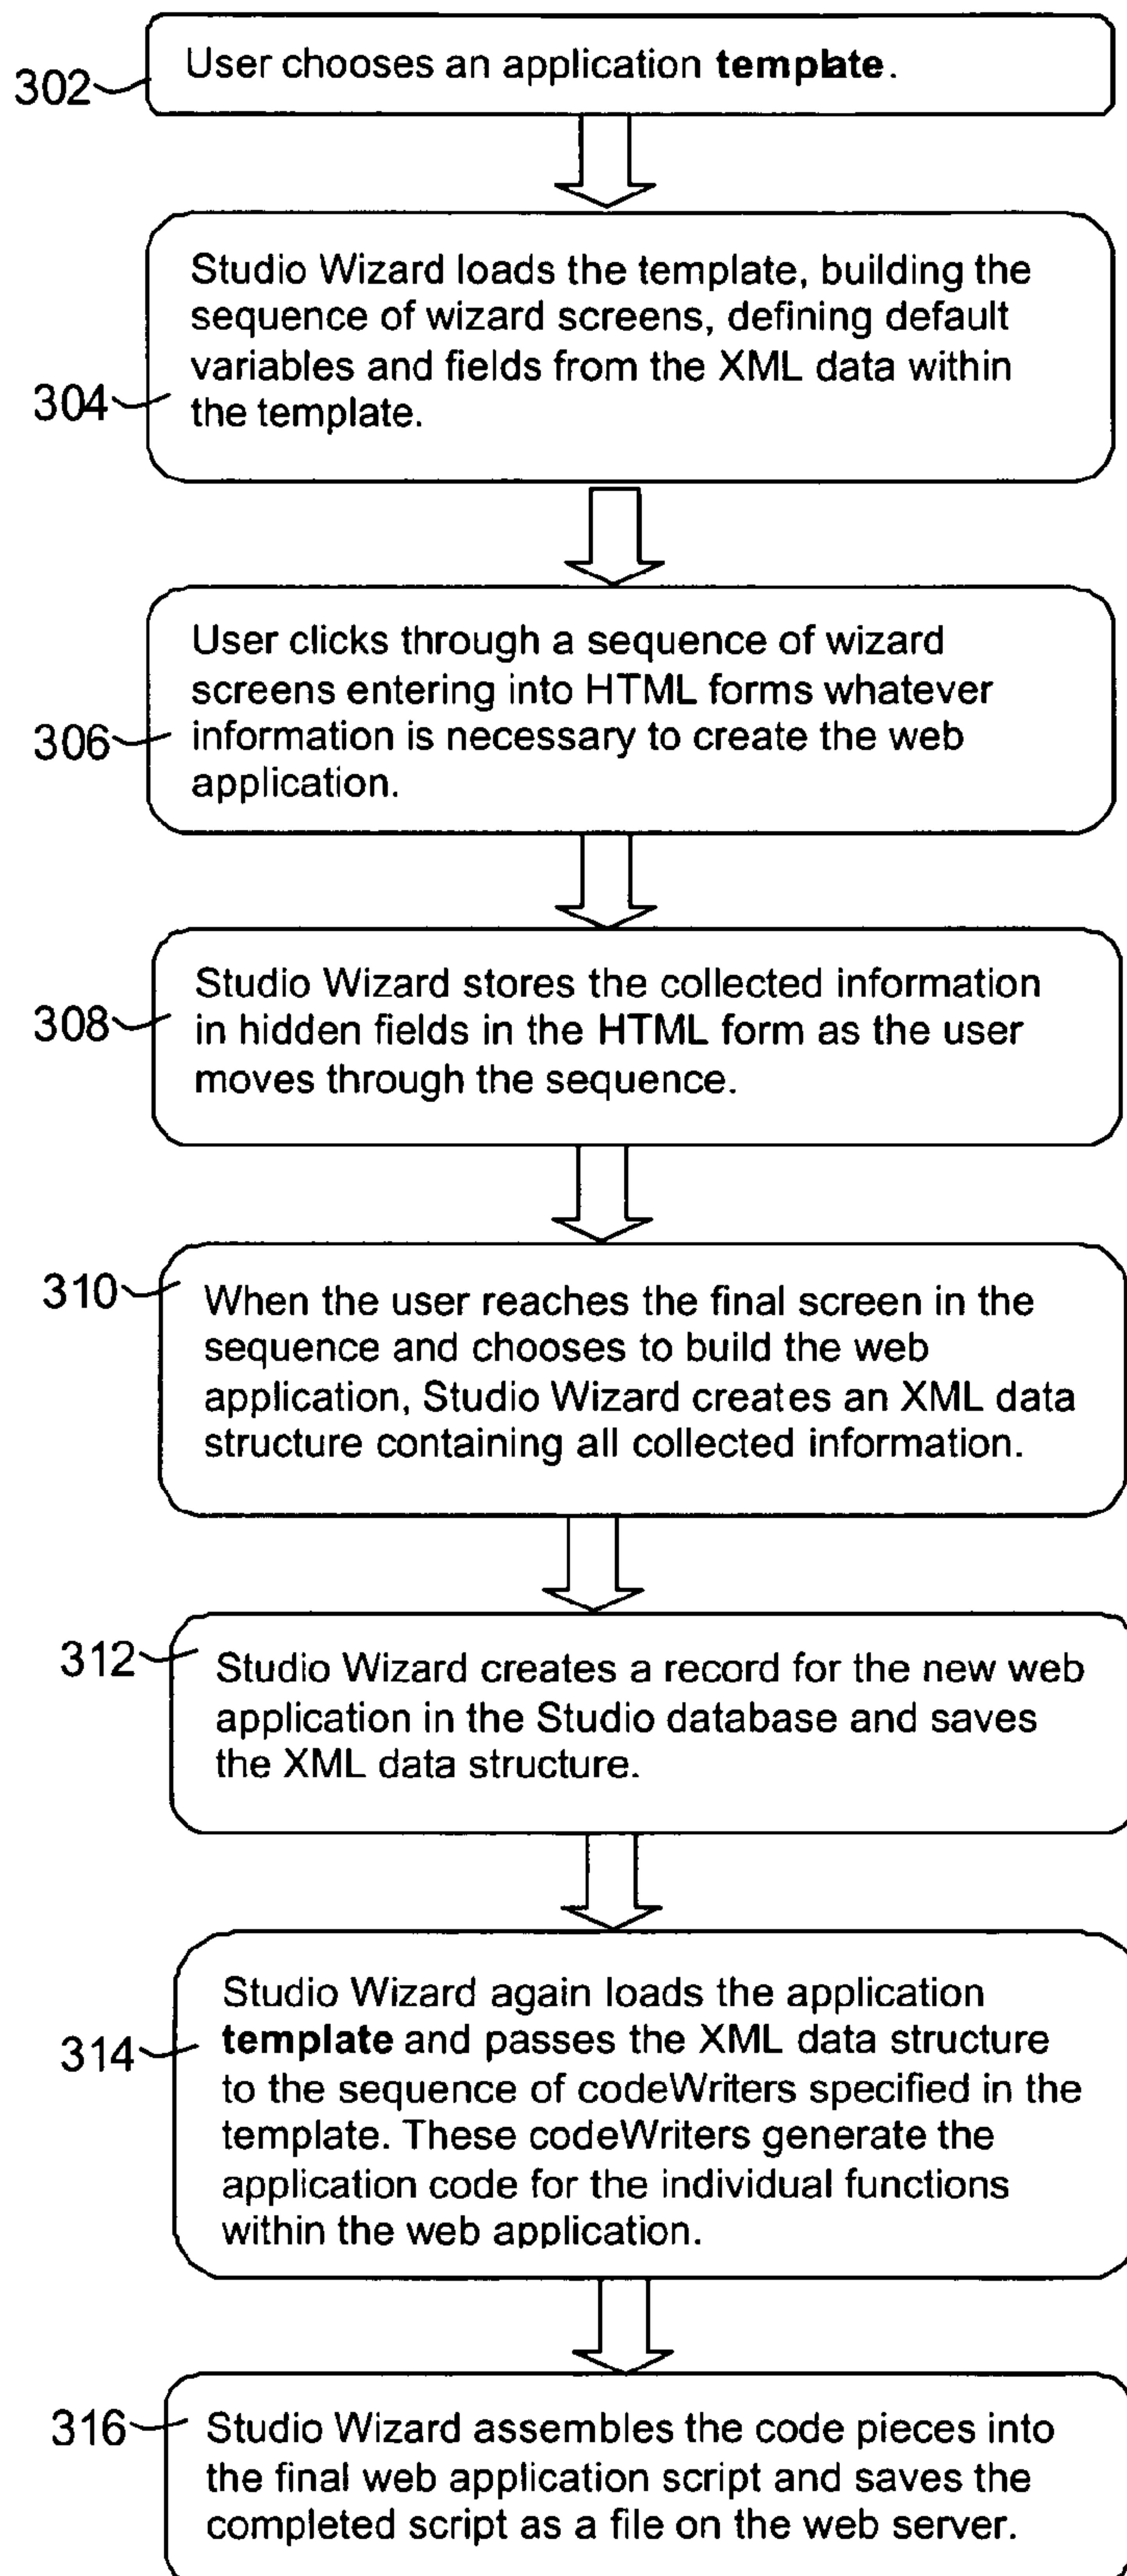 302
User chooses an application template.
304
Studio Wizard loads the template, building the
sequence of wizard screens, defining default
variables and fields from the XML data within
the template.
306
User clicks through a sequence of wizard
screens entering into HTML forms whatever
information is necessary to create the web
application.
308
Studio Wizard stores the collected information
in hidden fields in the HTML form as the user
moves through the sequence.
310
When the user reaches the final screen in the
sequence and chooses to build the web
application, Studio Wizard creates an XML data
structure containing all collected information.
312
Studio Wizard creates a record for the new web
application in the Studio database and saves
the XML data structure.
314
Studio Wizard again loads the application
template and passes the XML data structure
to the sequence of codeWriters specified in the
template. These codeWriters generate the
application code for the individual functions
within the web application.
316
Studio Wizard assembles the code pieces into
the final web application script and saves the
completed script as a file on the web server.